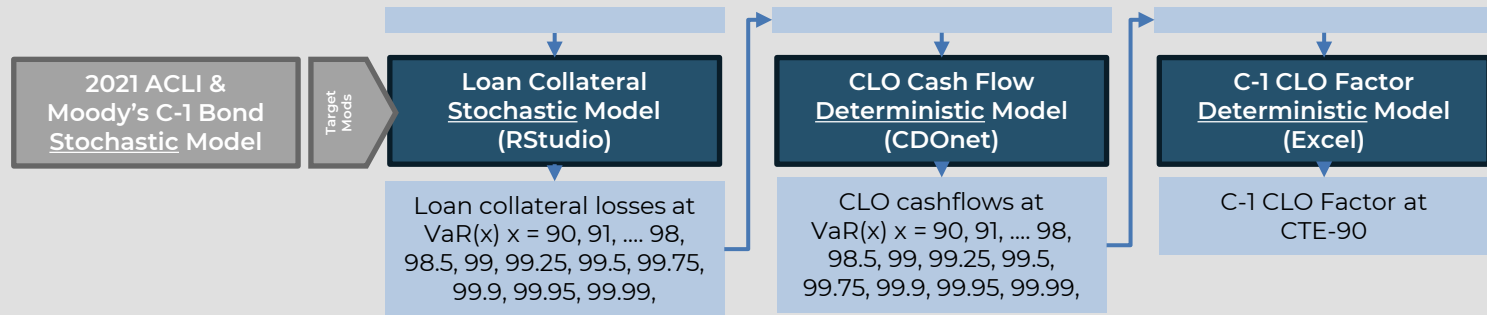 2021 ACLI &
Moody's C-1 Bond
Stochastic Model
Target
Mods
Loan Collateral
Stochastic Model
(RStudio)
Loan collateral losses at
VaR(x) x = 90, 91, .... 98,
98.5, 99, 99.25, 99.5, 99.75,
99.9, 99.95, 99.99,
CLO Cash Flow
Deterministic Model
(CDOnet)
CLO cashflows at
VaR(x) x = 90, 91, .... 98,
98.5, 99, 99.25, 99.5,
99.75, 99.9, 99.95, 99.99,
C-1 CLO Factor
Deterministic Model
(Excel)
C-1 CLO Factor at
CTE-90